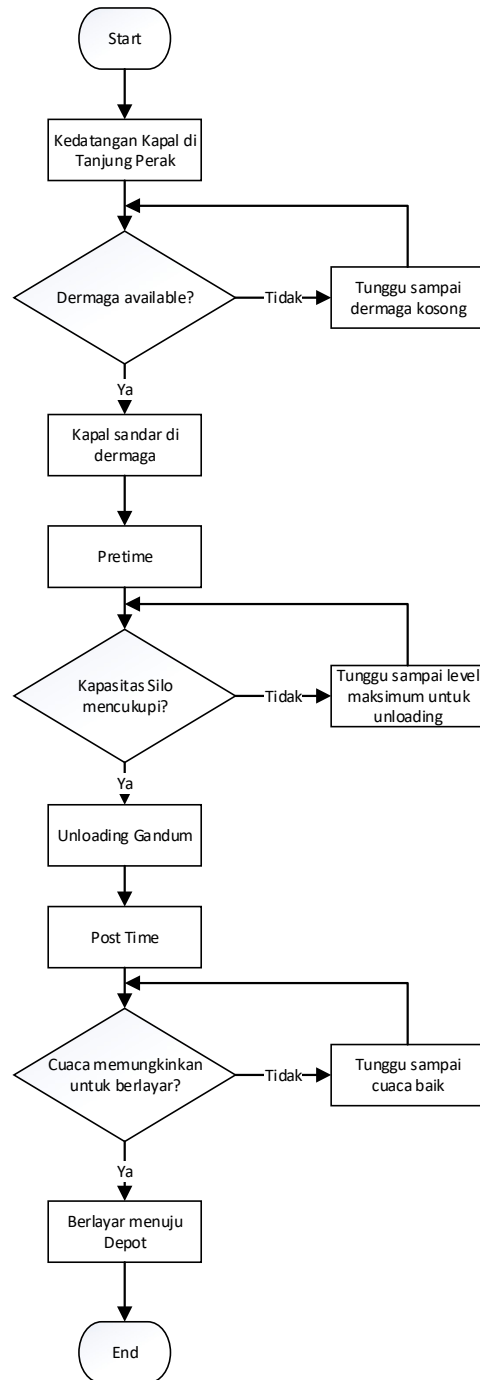 Start
Kedatangan Kapal di
Tanjung Perak
Dermaga available?
Tidak
Tunggu sampai
dermaga kosong
Ya
Kapal sandar di
dermaga
Pretime
Kapasitas Silo
mencukupi?
Tidak
Tunggu sampai level
maksimum untuk
unloading
Ya
Unloading Gandum
Post Time
Cuaca memungkinkan
untuk berlayar?
Tidak
Tunggu sampai
cuaca baik
Ya
Berlayar menuju
Depot
End